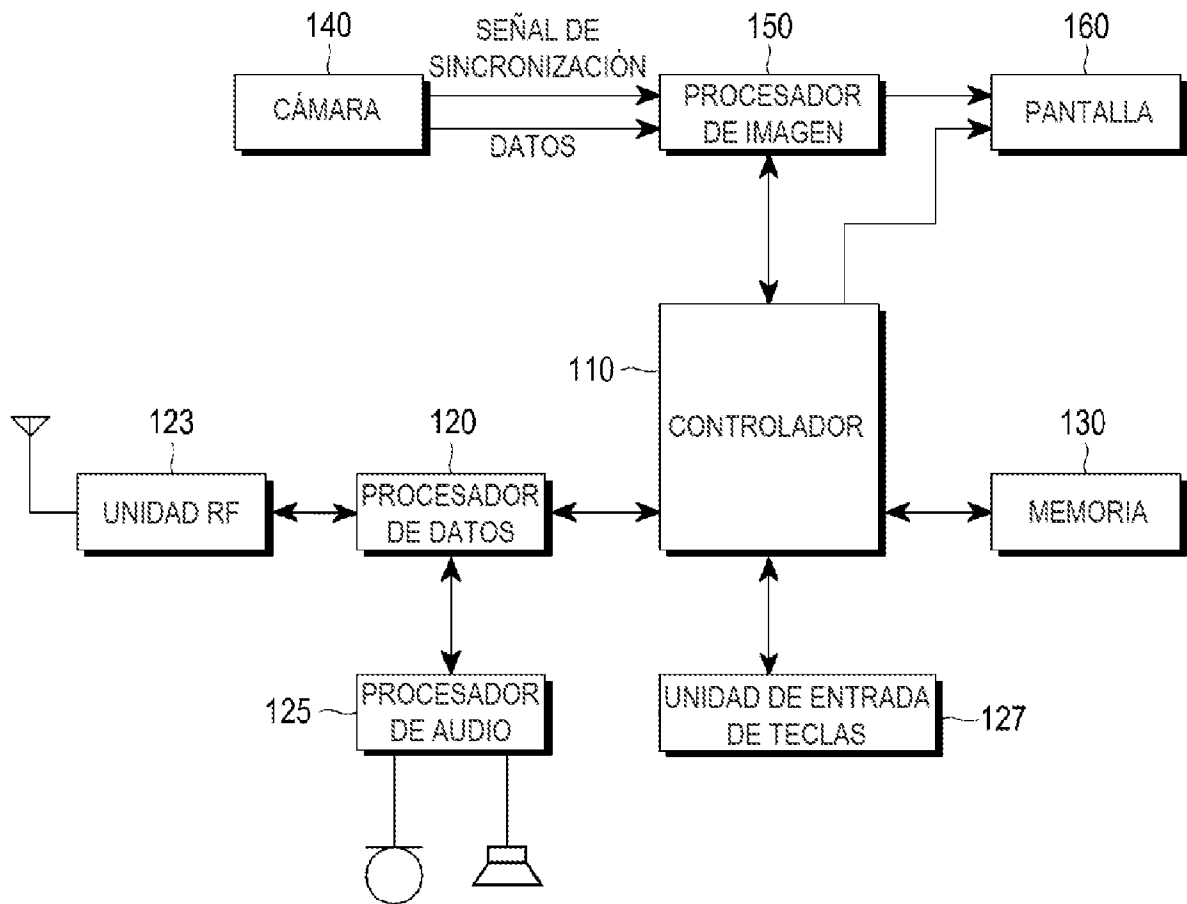 140
SEÑAL DE
SINCRONIZACIÓN
150
160
CÁMARA
DATOS
PROCESADOR
DE IMAGEN
PANTALLA
110
CONTROLADOR
123
120
130
UNIDAD RF
PROCESADOR
DE DATOS
MEMORIA
125
PROCESADOR
DE AUDIO
UNIDAD DE ENTRADA
DE TECLAS
127